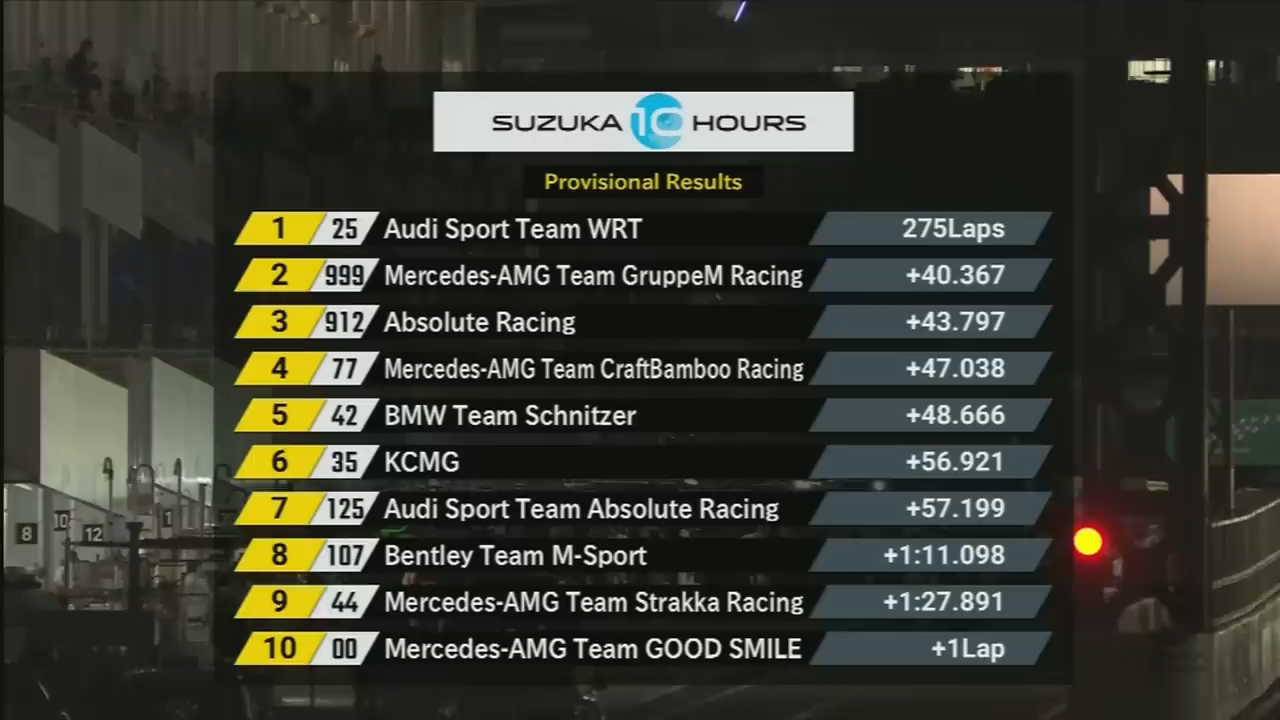 SUZUKA 10 HOURS
Provisional Results
1 25 Audi Sport Team WRT 275Laps
2 999 Mercedes-AMG Team GruppeM Racing +40.367
3 912 Absolute Racing +43.797
4 77 Mercedes-AMG Team CraftBamboo Racing +47.038
5 42 BMW Team Schnitzer +48.666
6 35 KCMG +56.921
7 125 Audi Sport Team Absolute Racing +57.199
8 107 Bentley Team M-Sport +1:11.098
9 44 Mercedes-AMG Team Strakka Racing +1:27.891
10 00 Mercedes-AMG Team GOOD SMILE +1Lap
8 10 12 1